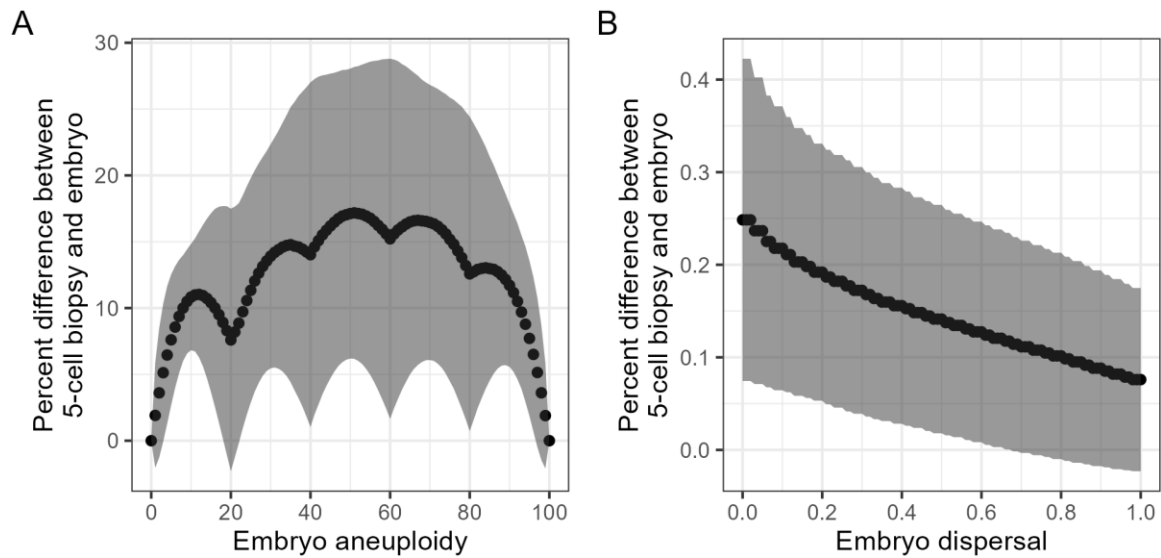 A
Percent difference between
5-cell biopsy and embryo
30
20
10
0
0 20 40 60 80 100
Embryo aneuploidy
B
Percent difference between
5-cell biopsy and embryo
0.4
0.3
0.2
0.1
0.0
0.0 0.2 0.4 0.6 0.8 1.0
Embryo dispersal